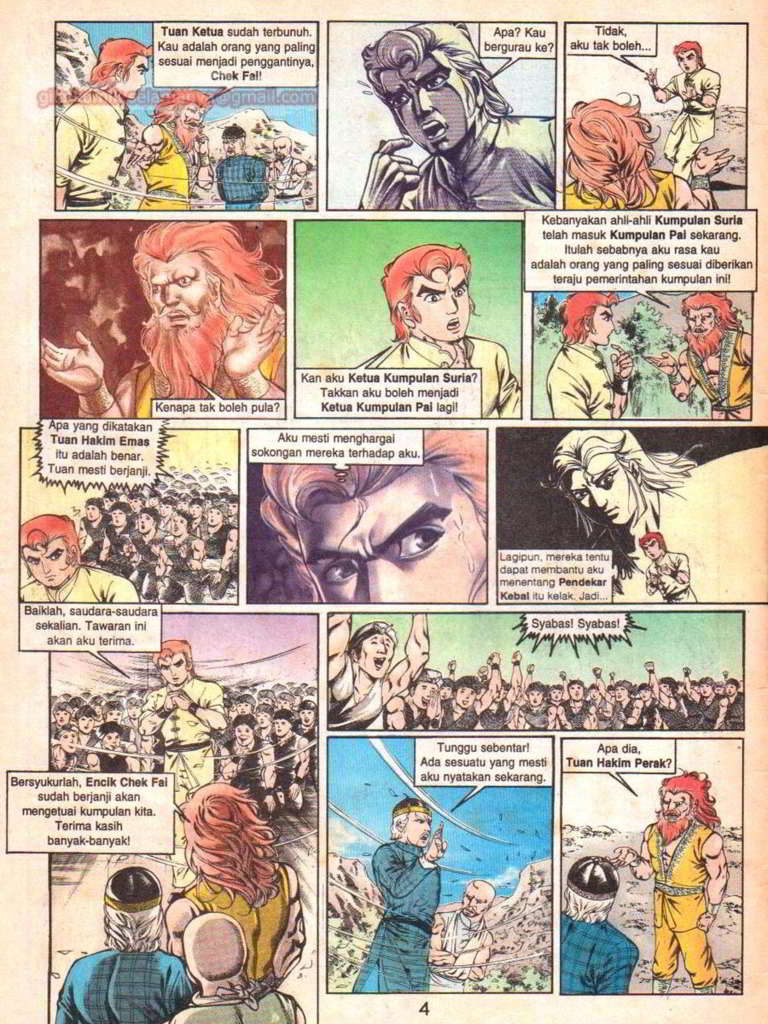 Tuan Ketua sudah terbunuh.
Kau adalah orang yang paling
sesuai menjadi penggantinya,
Chek Fai!
Apa? Kau
bergurau ke?
Tidak,
aku tak boleh...
Kenapa tak boleh pula?
Kan aku Ketua Kumpulan Suria?
Takkan aku boleh menjadi
Ketua Kumpulan Pai lagi!
Kebanyakan ahli-ahli Kumpulan Suria
telah masuk Kumpulan Pai sekarang.
Itulah sebabnya aku rasa kau
adalah orang yang paling sesuai diberikan
teraju pemerintahan kumpulan ini!
Apa yang dikatakan
Tuan Hakim Emas
itu adalah benar.
Tuan mesti berjanji.
Aku mesti menghargai
sokongan mereka terhadap aku.
Lagipun, mereka tentu
dapat membantu aku
menentang Pendekar
Kebal itu kelak. Jadi...
Baiklah, saudara-saudara
sekalian. Tawaran ini
akan aku terima.
Bersyukurlah, Encik Chek Fai
sudah berjanji akan
mengetuai kumpulan kita.
Terima kasih
banyak-banyak!
Syabas! Syabas!
Tunggu sebentar!
Ada sesuatu yang mesti
aku nyatakan sekarang.
Apa dia,
Tuan Hakim Perak?
4